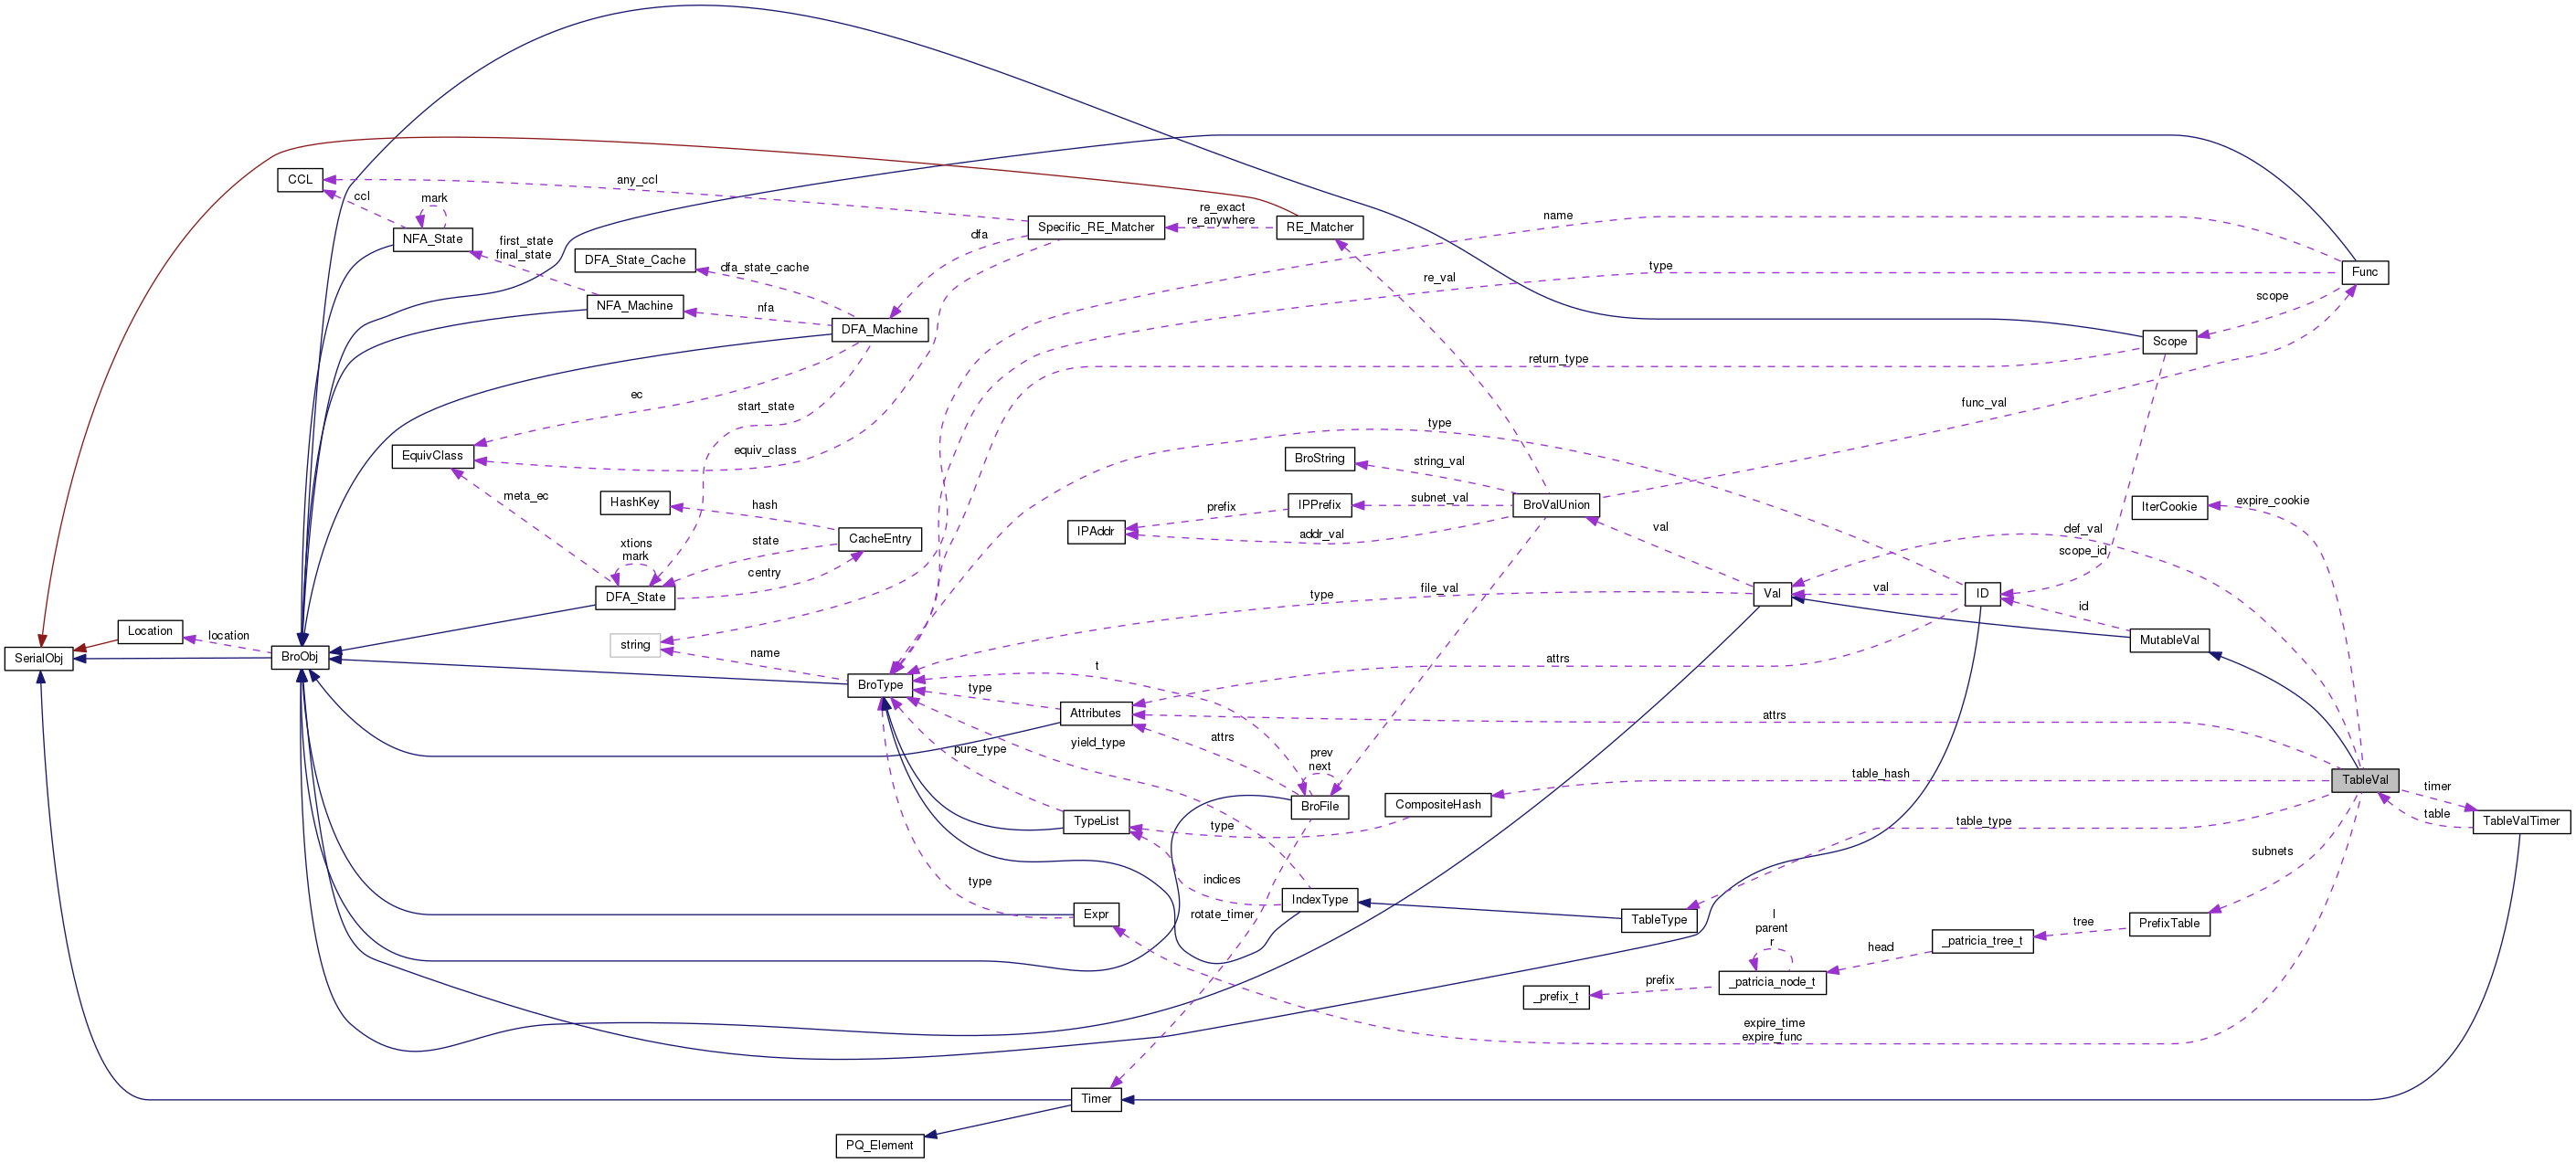 CCL
any_ccl
ccl
mark
NFA_State
first_state
final_state
Specific_RE_Matcher
re_exact
re_anywhere
RE_Matcher
name
dfa
DFA_State_Cache
dfa_state_cache
re_val
type
Func
scope
NFA_Machine
nfa
DFA_Machine
Scope
return_type
ec
start_state
func_val
type
EquivClass
equiv_class
BroString
string_val
meta_ec
HashKey
hash
prefix
IPPrefix
subnet_val
BroValUnion
IterCookie
expire_cookie
IPAddr
addr_val
val
def_val
scope_id
xtions
mark
state
CacheEntry
centry
DFA_State
type
file_val
Val
val
ID
id
Location
location
string
name
MutableVal
SerialObj
BroObj
BroType
t
attrs
type
Attributes
attrs
attrs
pure_type
yield_type
prev
next
table_hash
TableVal
timer
BroFile
CompositeHash
table
TypeList
type
table_type
TableValTimer
subnets
type
indices
IndexType
rotate_timer
Expr
TableType
l
parent
r
PrefixTable
tree
_patricia_tree_t
head
_patricia_node_t
prefix
_prefix_t
expire_time
expire_func
Timer
PQ_Element